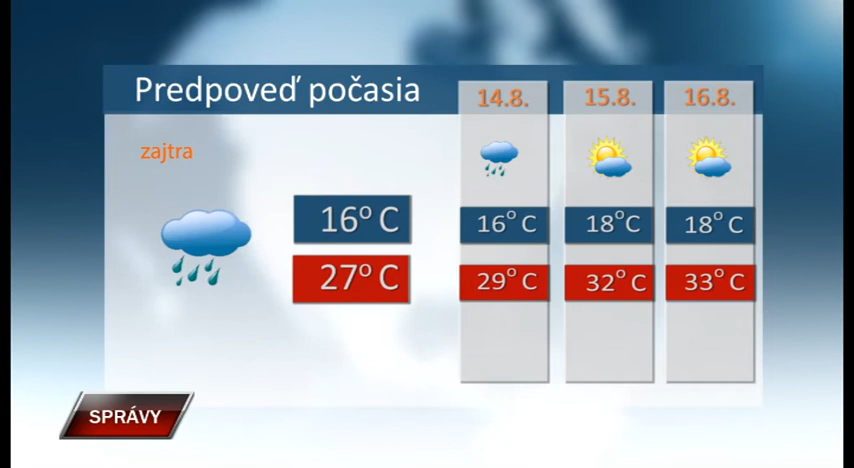 Predpoveď počasia
zajtra
16° C
27° C
14.8.
16° C
29° C
15.8.
18°C
32° C
16.8.
18° C
33° C
SPRÁVY